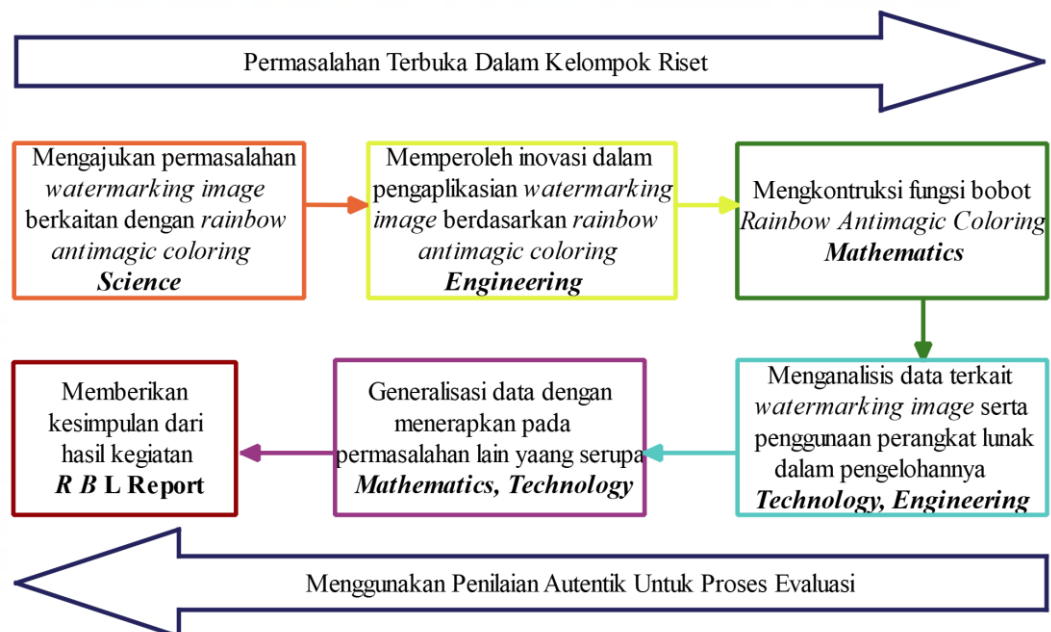 Permasalahan Terbuka Dalam Kelompok Riset
Mengajukan permasalahan
watermarking image
berkaitan dengan rainbow
antimagic coloring
Science
Memperoleh inovasi dalam
pengaplikasian watermarking
image berdasarkan rainbow
antimagic coloring
Engineering
Mengkontruksi fungsi bobot
Rainbow Antimagic Coloring
Mathematics
Menganalisis data terkait
watermarking image serta
penggunaan perangkat lunak
dalam pengelohannya
Technology, Engineering
Generalisasi data dengan
menerapkan pada
permasalahan lain yaang serupa
Mathematics, Technology
Memberikan
kesimpulan dari
hasil kegiatan
R B L Report
Menggunakan Penilaian Autentik Untuk Proses Evaluasi